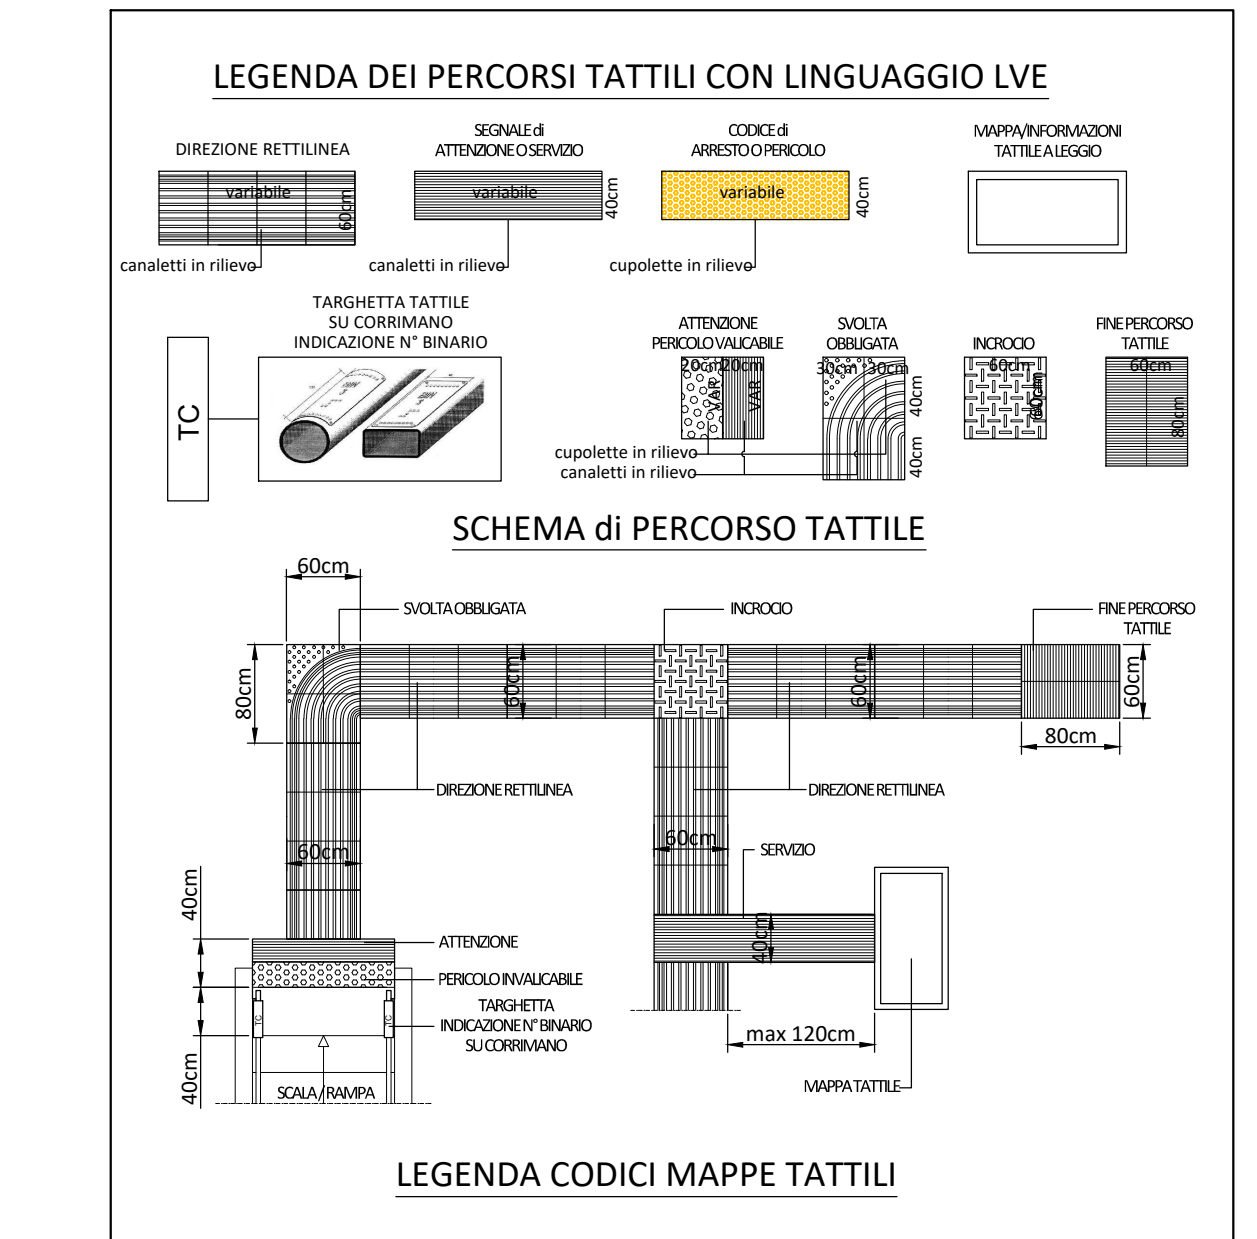 LEGENDA DEI PERCORSI TATTILI CON LINGUAGGIO LVE
DIREZIONE RETTILINEA
variabile
60cm
canaletti in rilievo
SEGNALE di
ATTENZIONE O SERVIZIO
variabile
40cm
canaletti in rilievo
CODICE di
ARRESTO O PERICOLO
variabile
40cm
cupolette in rilievo
MAPPA/INFORMAZIONI
TATTILE A LEGGIO
TC
TARGHETTA TATTILE
SU CORRIMANO
INDICAZIONE N° BINARIO
ATTENZIONE
PERICOLO VALICABILE
20cm 20cm
VAR VAR
SVOLTA
OBBLIGATA
30cm 30cm
40cm
40cm
cupolette in rilievo
canaletti in rilievo
INCROCIO
60cm
60cm
FINE PERCORSO
TATTILE
60cm
80cm
SCHEMA di PERCORSO TATTILE
60cm
SVOLTA OBBLIGATA
INCROCIO
FINE PERCORSO
TATTILE
80cm
60cm
60cm
60cm
80cm
DIREZIONE RETTILINEA
DIREZIONE RETTILINEA
60cm
60cm
SERVIZIO
40cm
40cm
ATTENZIONE
PERICOLO INVALICABILE
TARGHETTA
INDICAZIONE N° BINARIO
SU CORRIMANO
TC
TC
40cm
max 120cm
SCALA / RAMPA
MAPPA TATTILE
LEGENDA CODICI MAPPE TATTILI